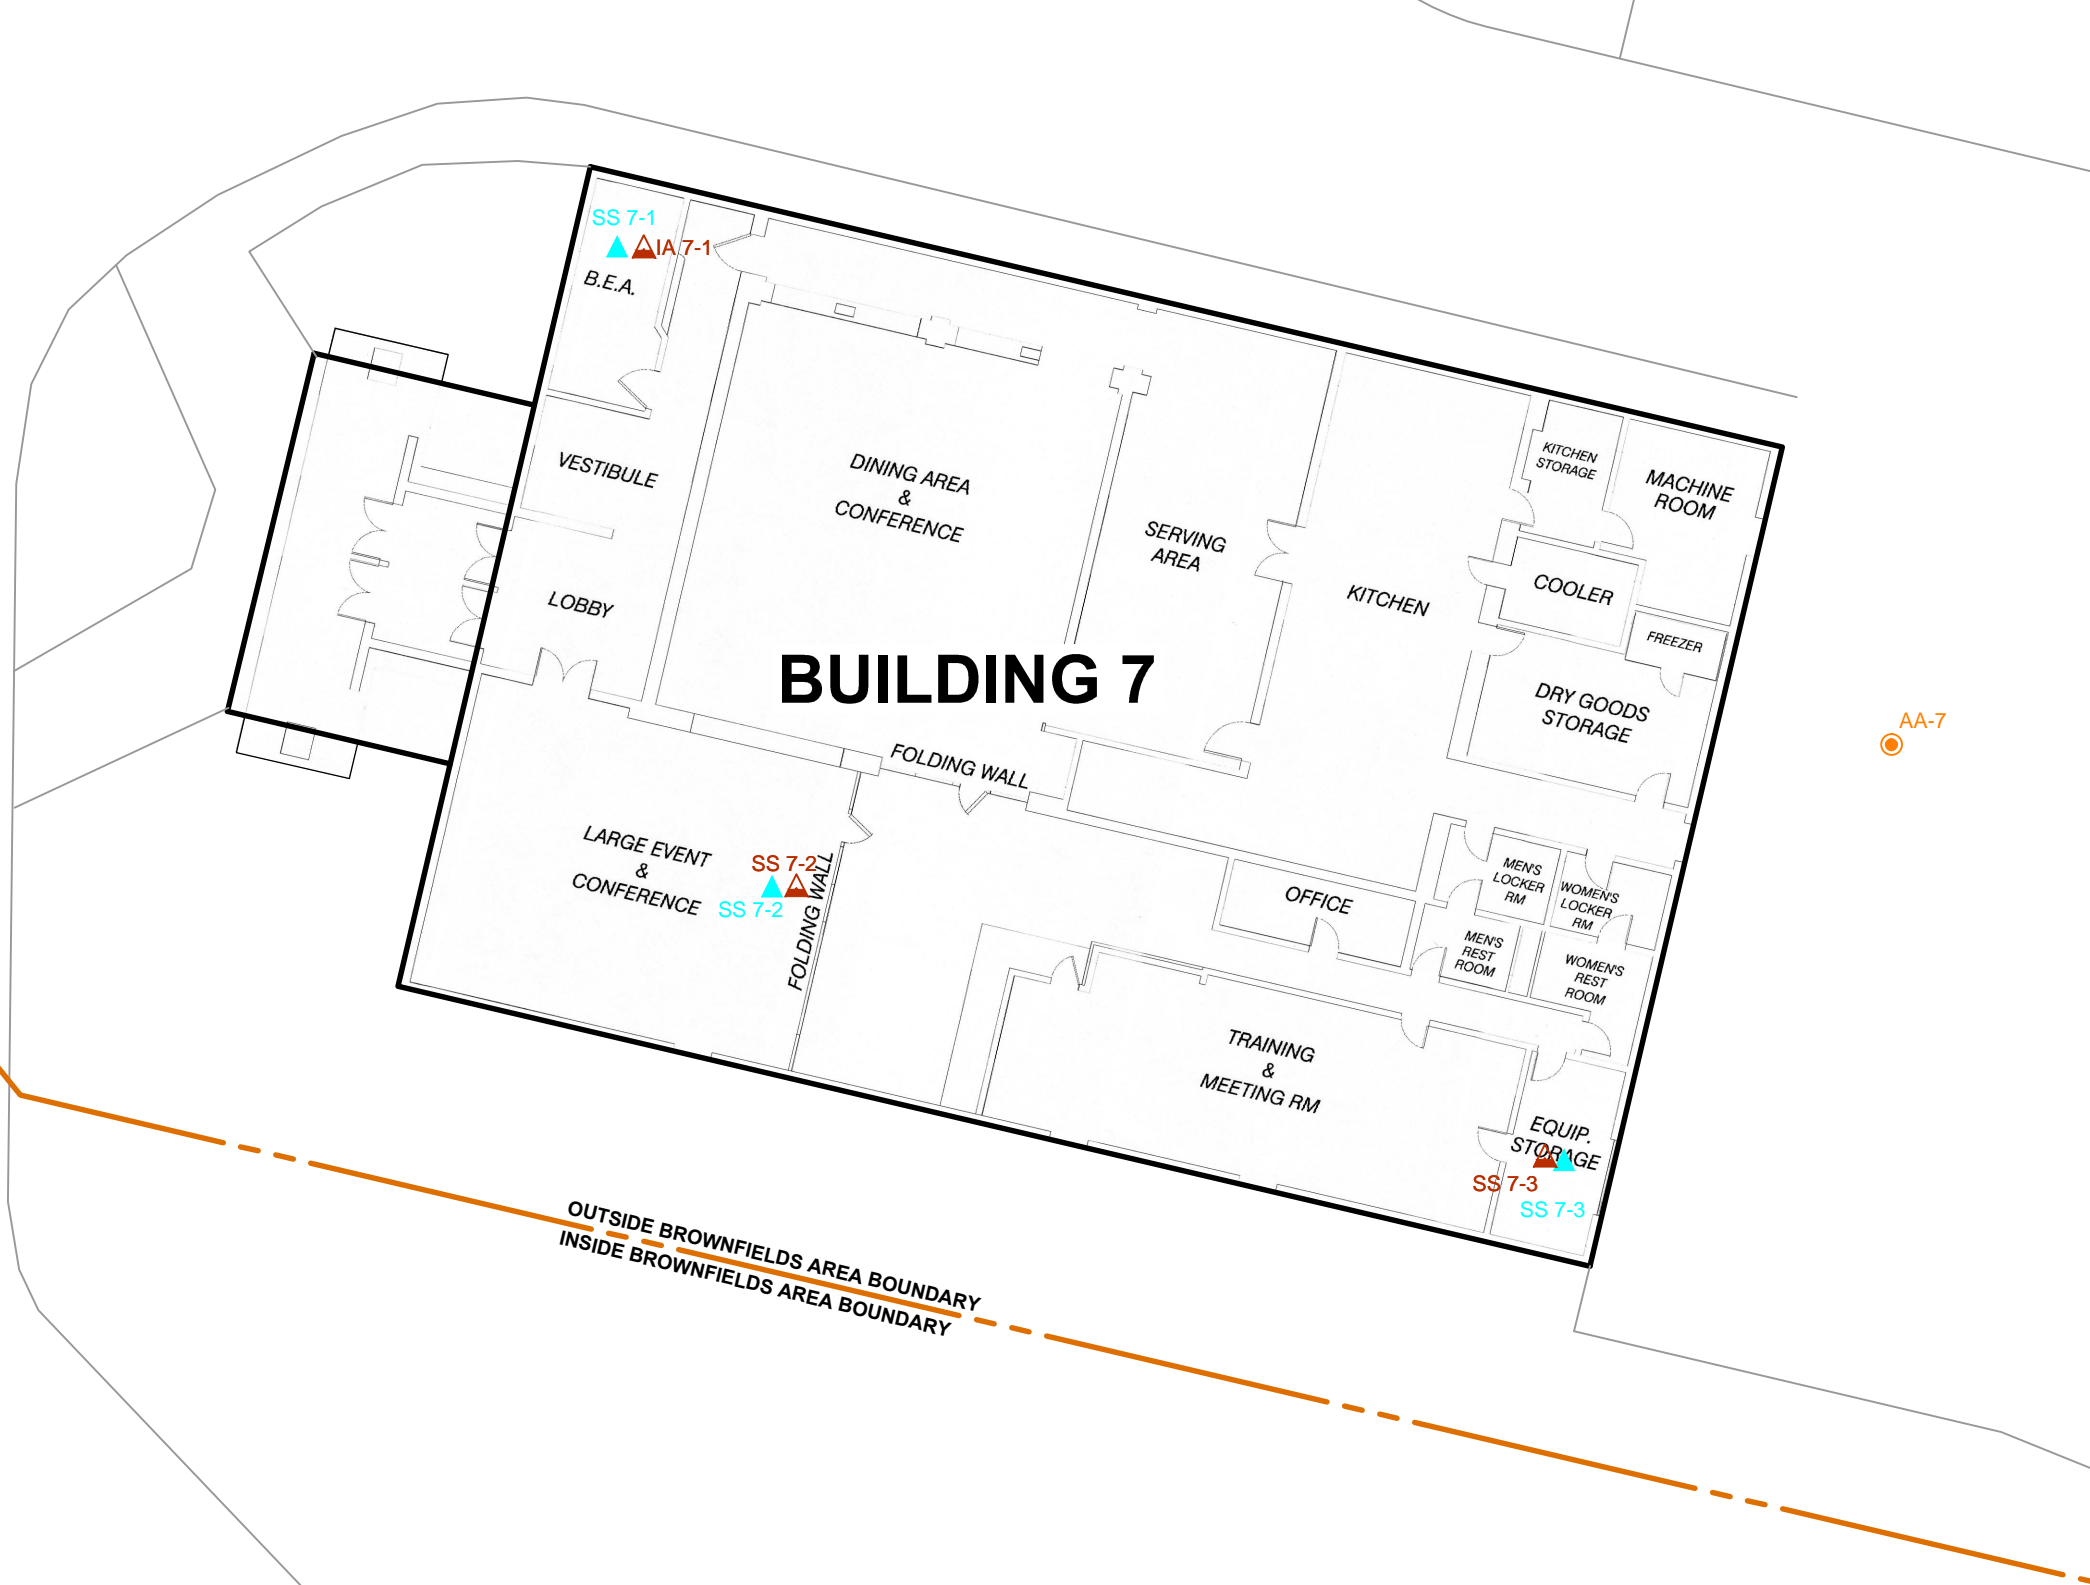 SS 7-1
IA 7-1
B.E.A.
VESTIBULE
LOBBY
DINING AREA
&
CONFERENCE
SERVING
AREA
KITCHEN
KITCHEN
STORAGE
MACHINE
ROOM
COOLER
FREEZER
DRY GOODS
STORAGE
BUILDING 7
AA-7
FOLDING WALL
LARGE EVENT
&
CONFERENCE
SS 7-2
SS 7-2
FOLDING WALL
OFFICE
MEN'S
LOCKER
RM
WOMEN'S
LOCKER
RM
MEN'S
REST
ROOM
WOMEN'S
REST
ROOM
TRAINING
&
MEETING RM
EQUIP.
STORAGE
SS 7-3
SS 7-3
OUTSIDE BROWNFIELDS AREA BOUNDARY
INSIDE BROWNFIELDS AREA BOUNDARY